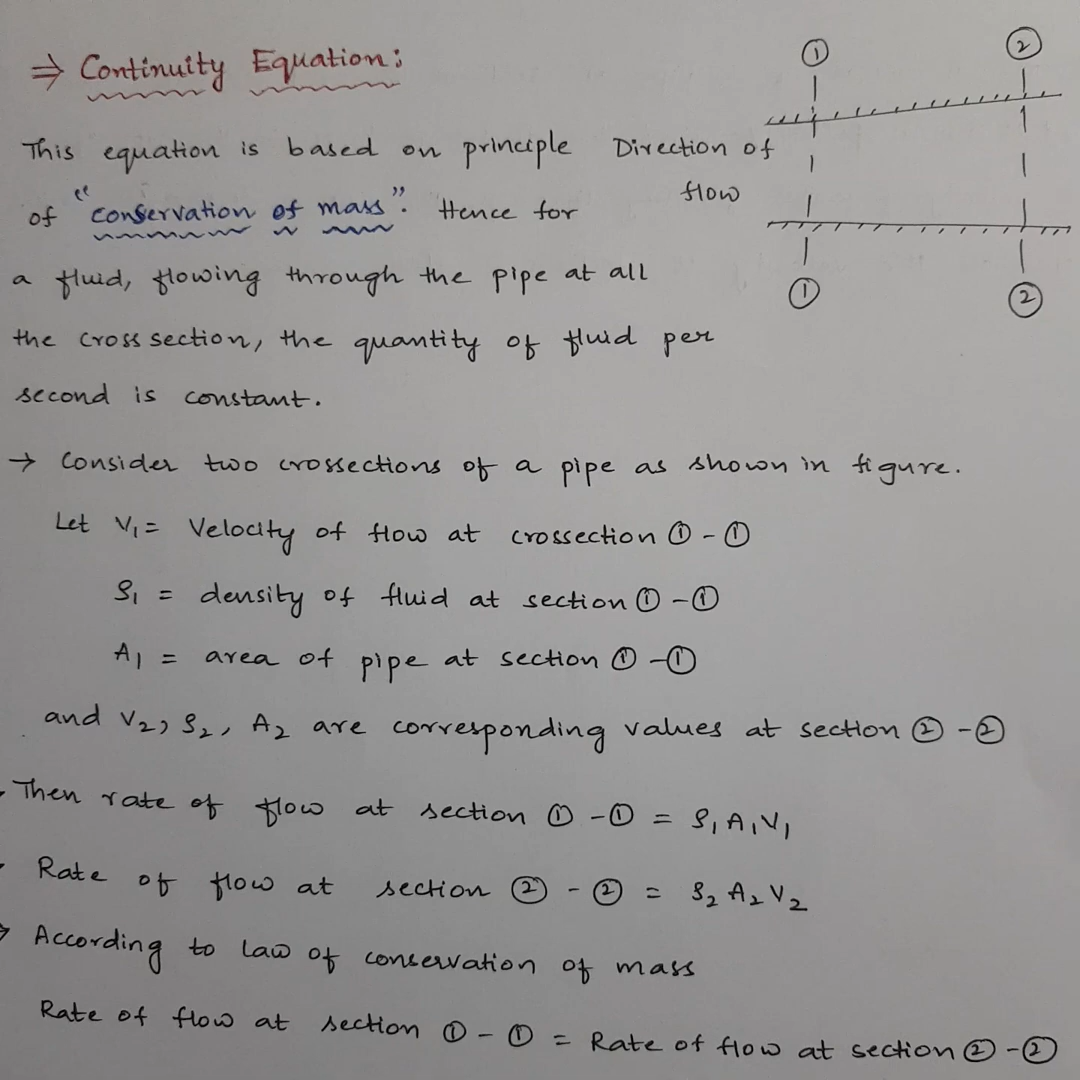 ⇒ Continuity Equation:
① ②
This equation is based on principle Direction of
of "conservation of mass". Hence for flow
a fluid, flowing through the pipe at all
① ②
the cross section, the quantity of fluid per
second is constant.
→ Consider two crossections of a pipe as shown in figure.
Let V₁ = Velocity of flow at crossection ① - ①
ρ₁ = density of fluid at section ① - ①
A₁ = area of pipe at section ① - ①
and V₂, ρ₂, A₂ are corresponding values at section ② - ②
Then rate of flow at section ① - ① = ρ₁ A₁ V₁
Rate of flow at section ② - ② = ρ₂ A₂ V₂
→ According to law of conservation of mass
Rate of flow at section ① - ① = Rate of flow at section ② - ②